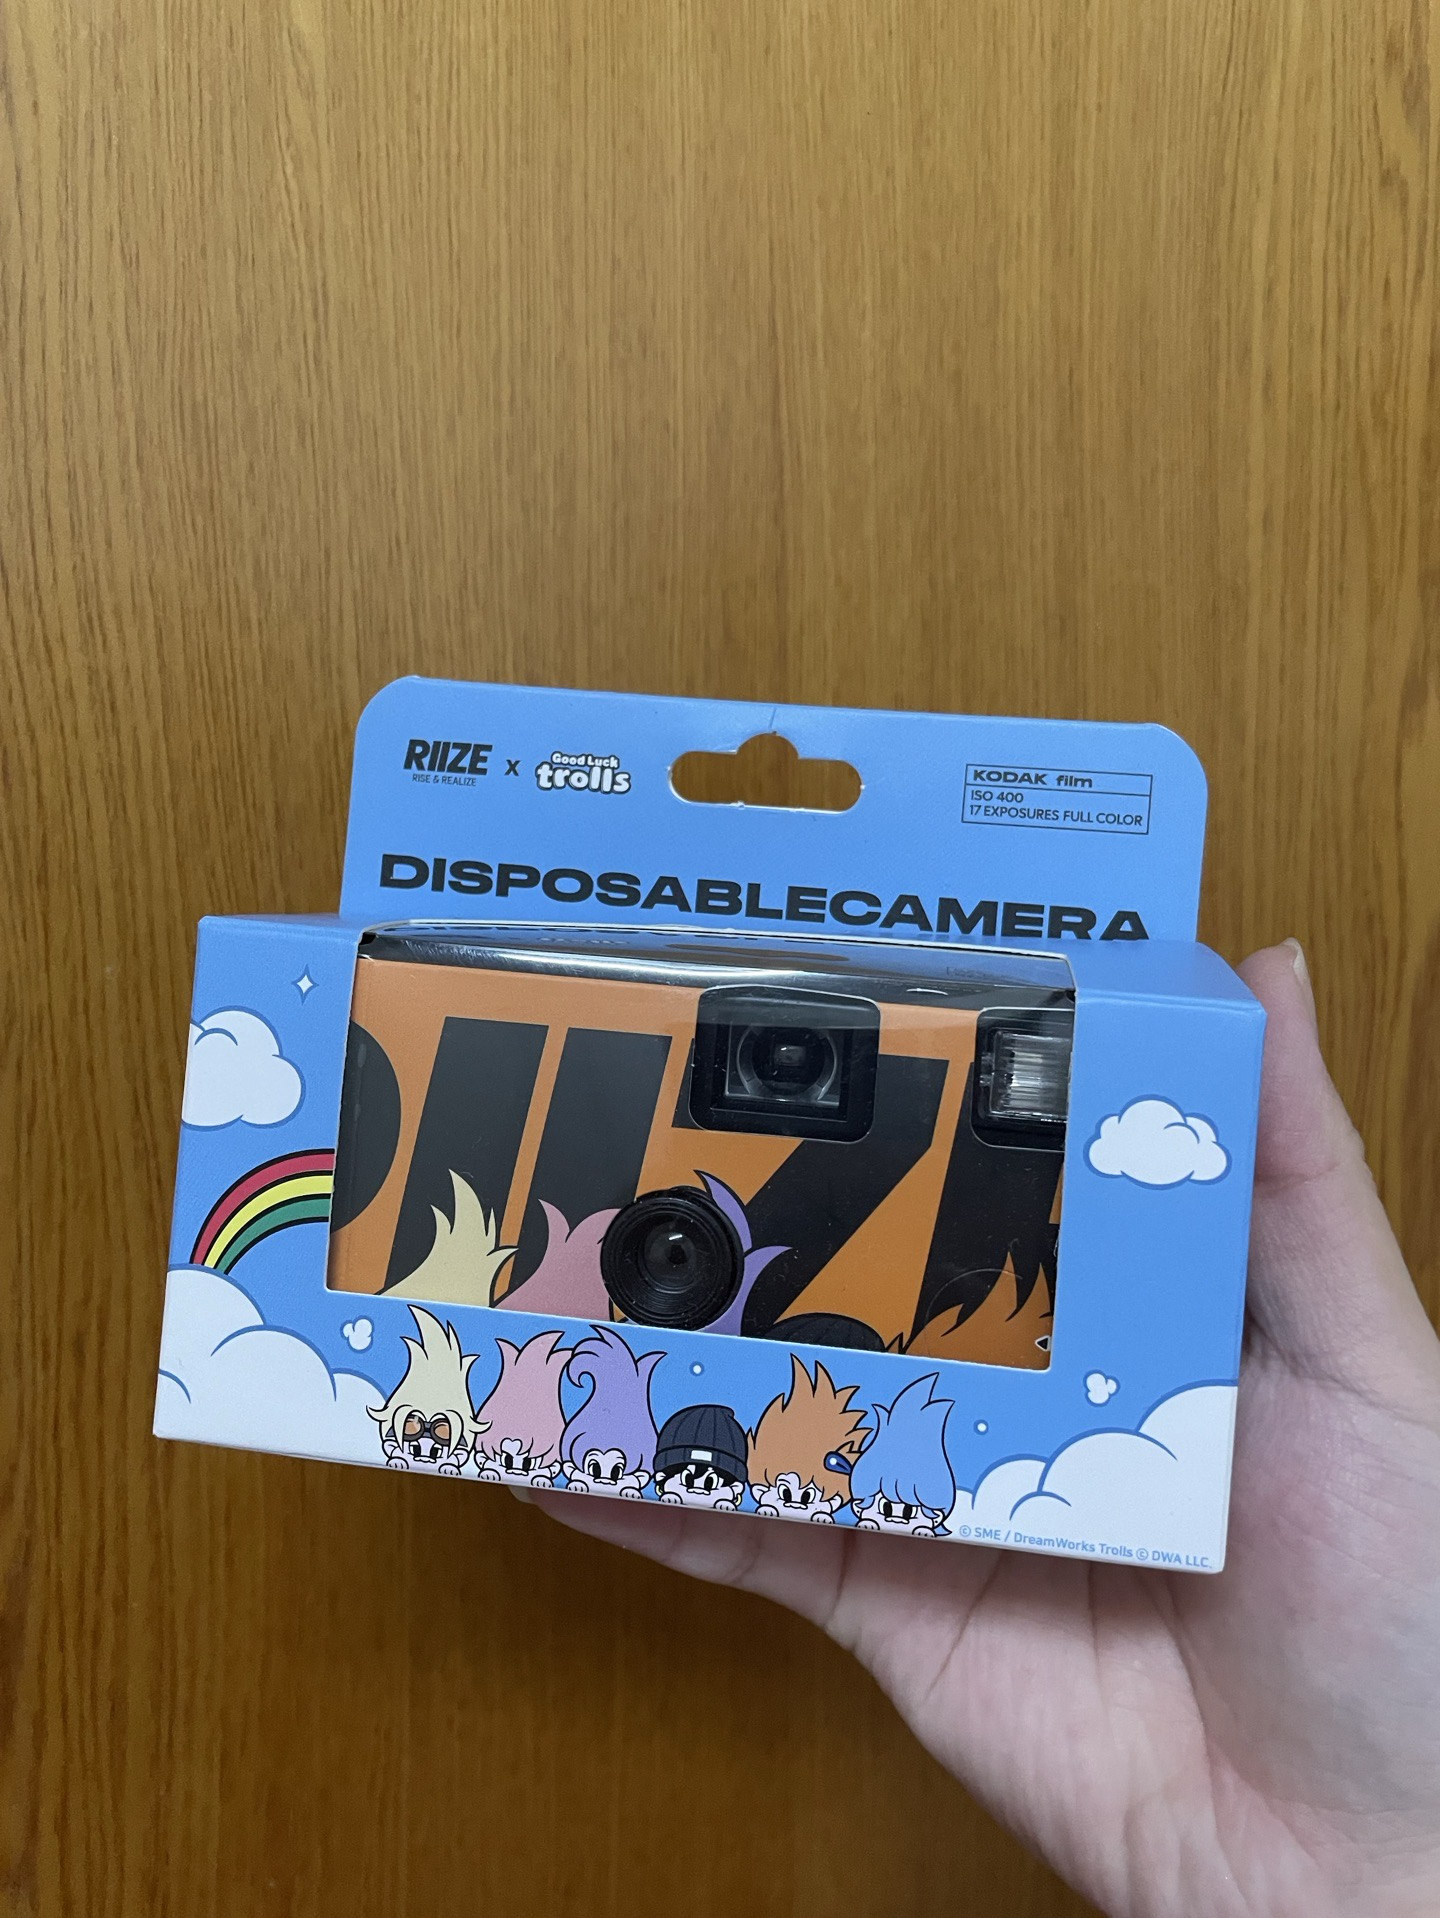 RIIZE
RISE & REALIZE
X
Good Luck
trolls
KODAK film
ISO 400
17 EXPOSURES FULL COLOR
DISPOSABLECAMERA
RIIZE
© SME / DreamWorks Trolls © DWA LLC.